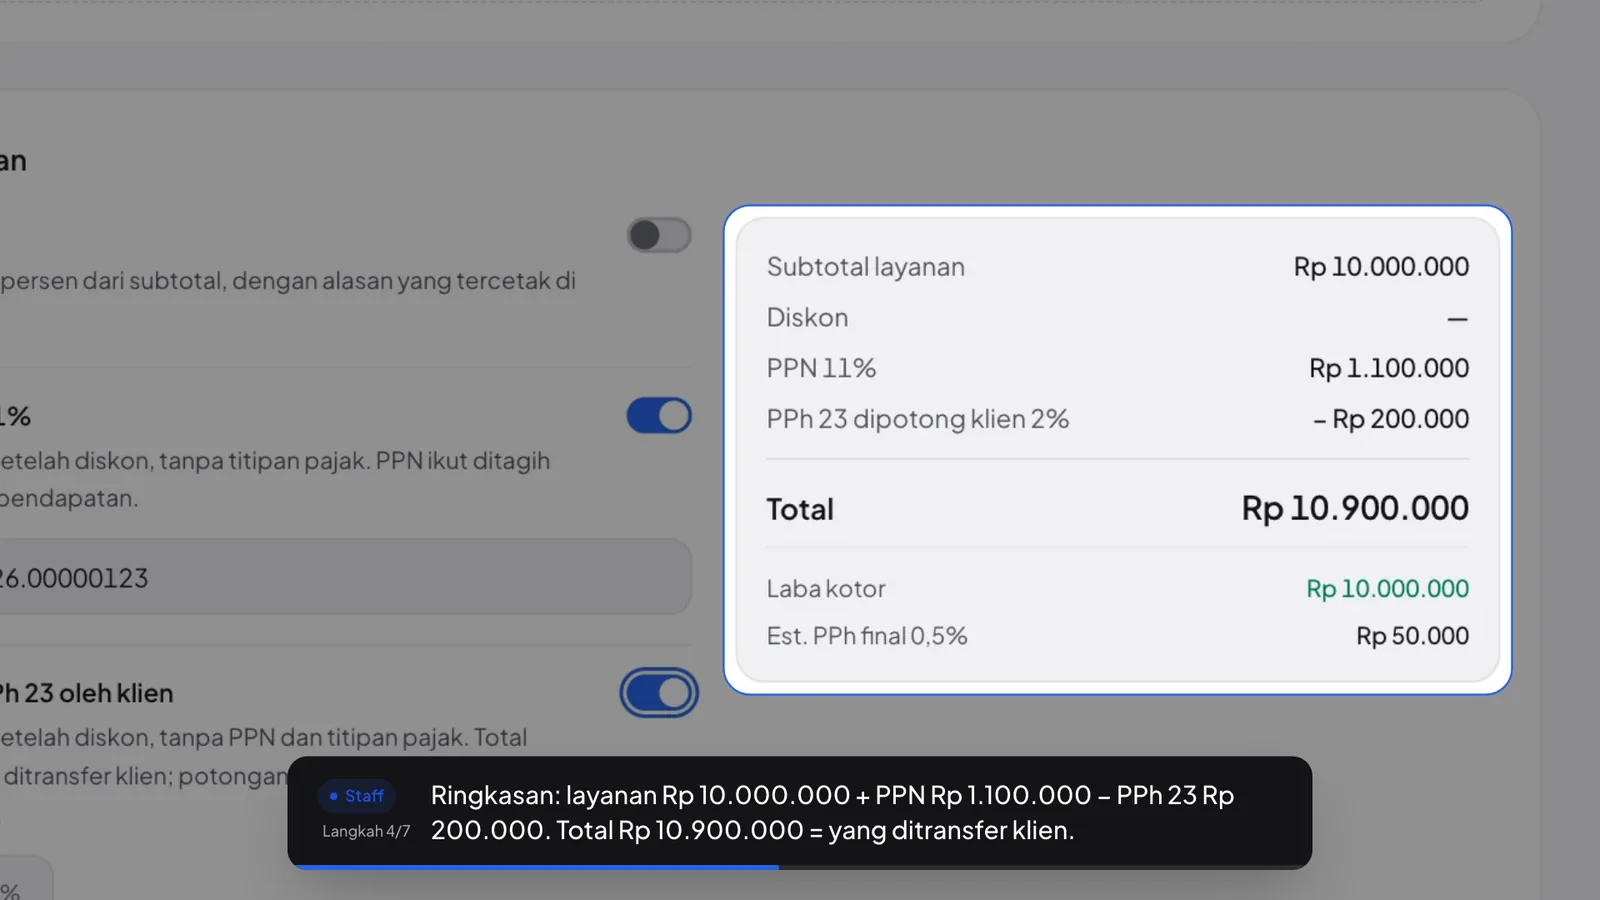 an
persen dari subtotal, dengan alasan yang tercetak di
1%
etelah diskon, tanpa titipan pajak. PPN ikut ditagih
pendapatan.
26.00000123
Ph 23 oleh klien
etelah diskon, tanpa PPN dan titipan pajak. Total
ditransfer klien; potongan
%
Subtotal layanan Rp 10.000.000
Diskon —
PPN 11% Rp 1.100.000
PPh 23 dipotong klien 2% – Rp 200.000
Total Rp 10.900.000
Laba kotor Rp 10.000.000
Est. PPh final 0,5% Rp 50.000
Staff
Langkah 4/7
Ringkasan: layanan Rp 10.000.000 + PPN Rp 1.100.000 – PPh 23 Rp
200.000. Total Rp 10.900.000 = yang ditransfer klien.